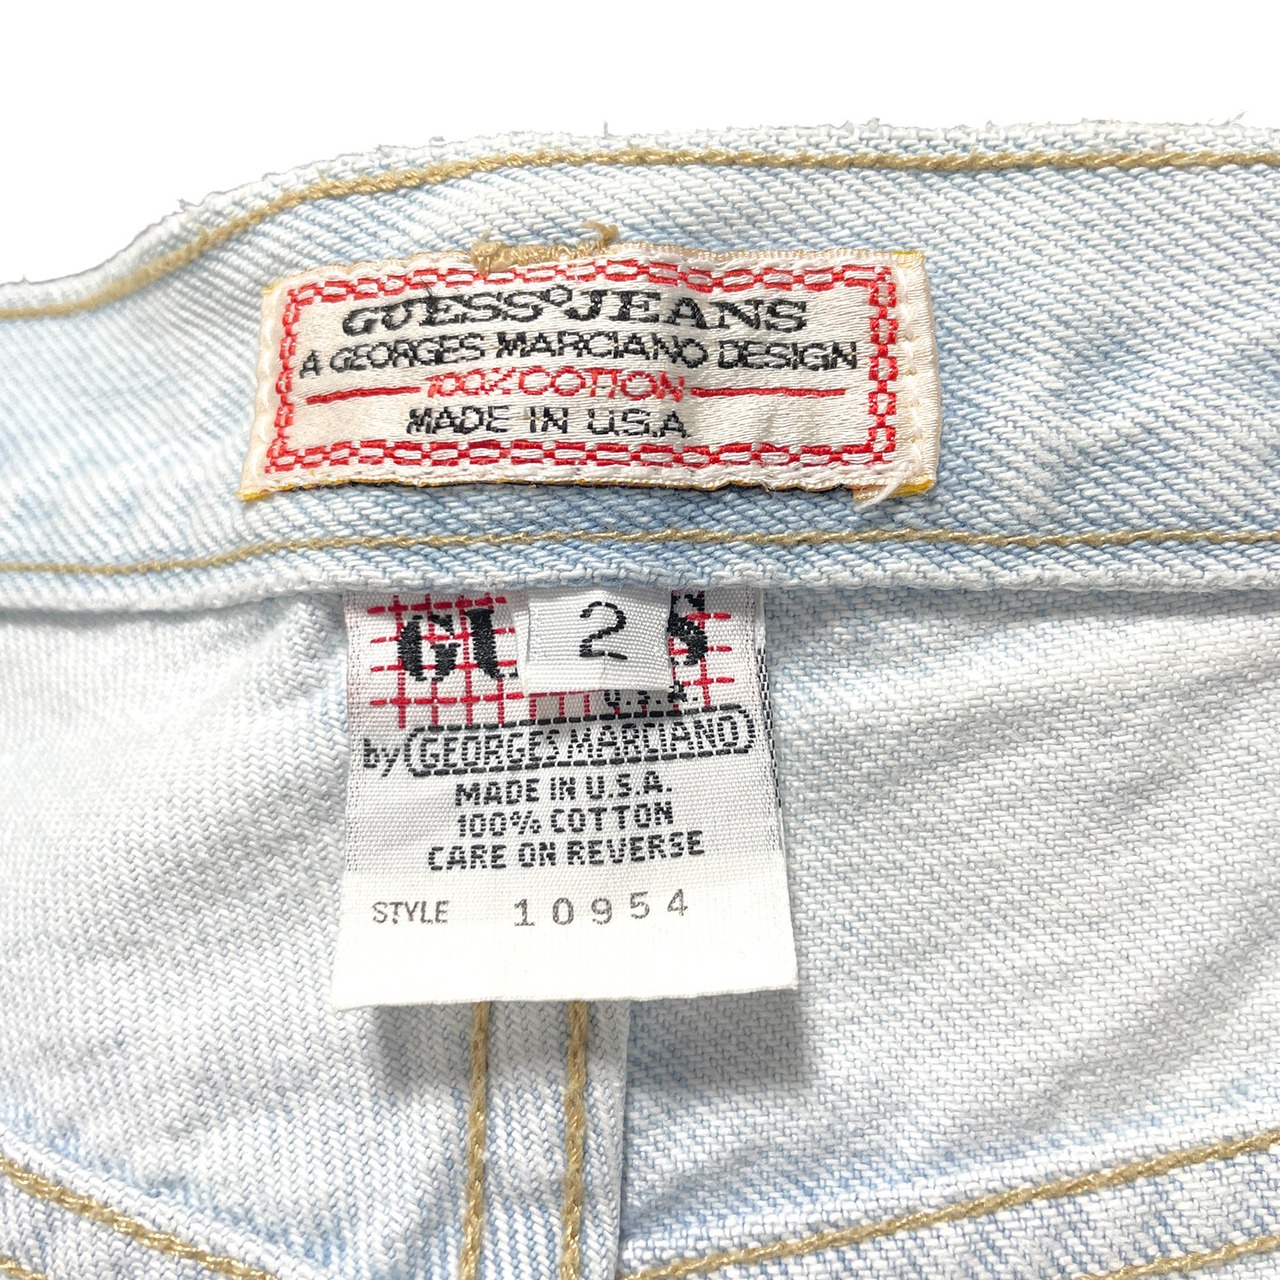 GUESS?JEANS
A GEORGES MARCIANO DESIGN
100%COTTON
MADE IN U.S.A.
2
U.S.A.
by GEORGES MARCIANO
MADE IN U.S.A.
100% COTTON
CARE ON REVERSE
STYLE 10954